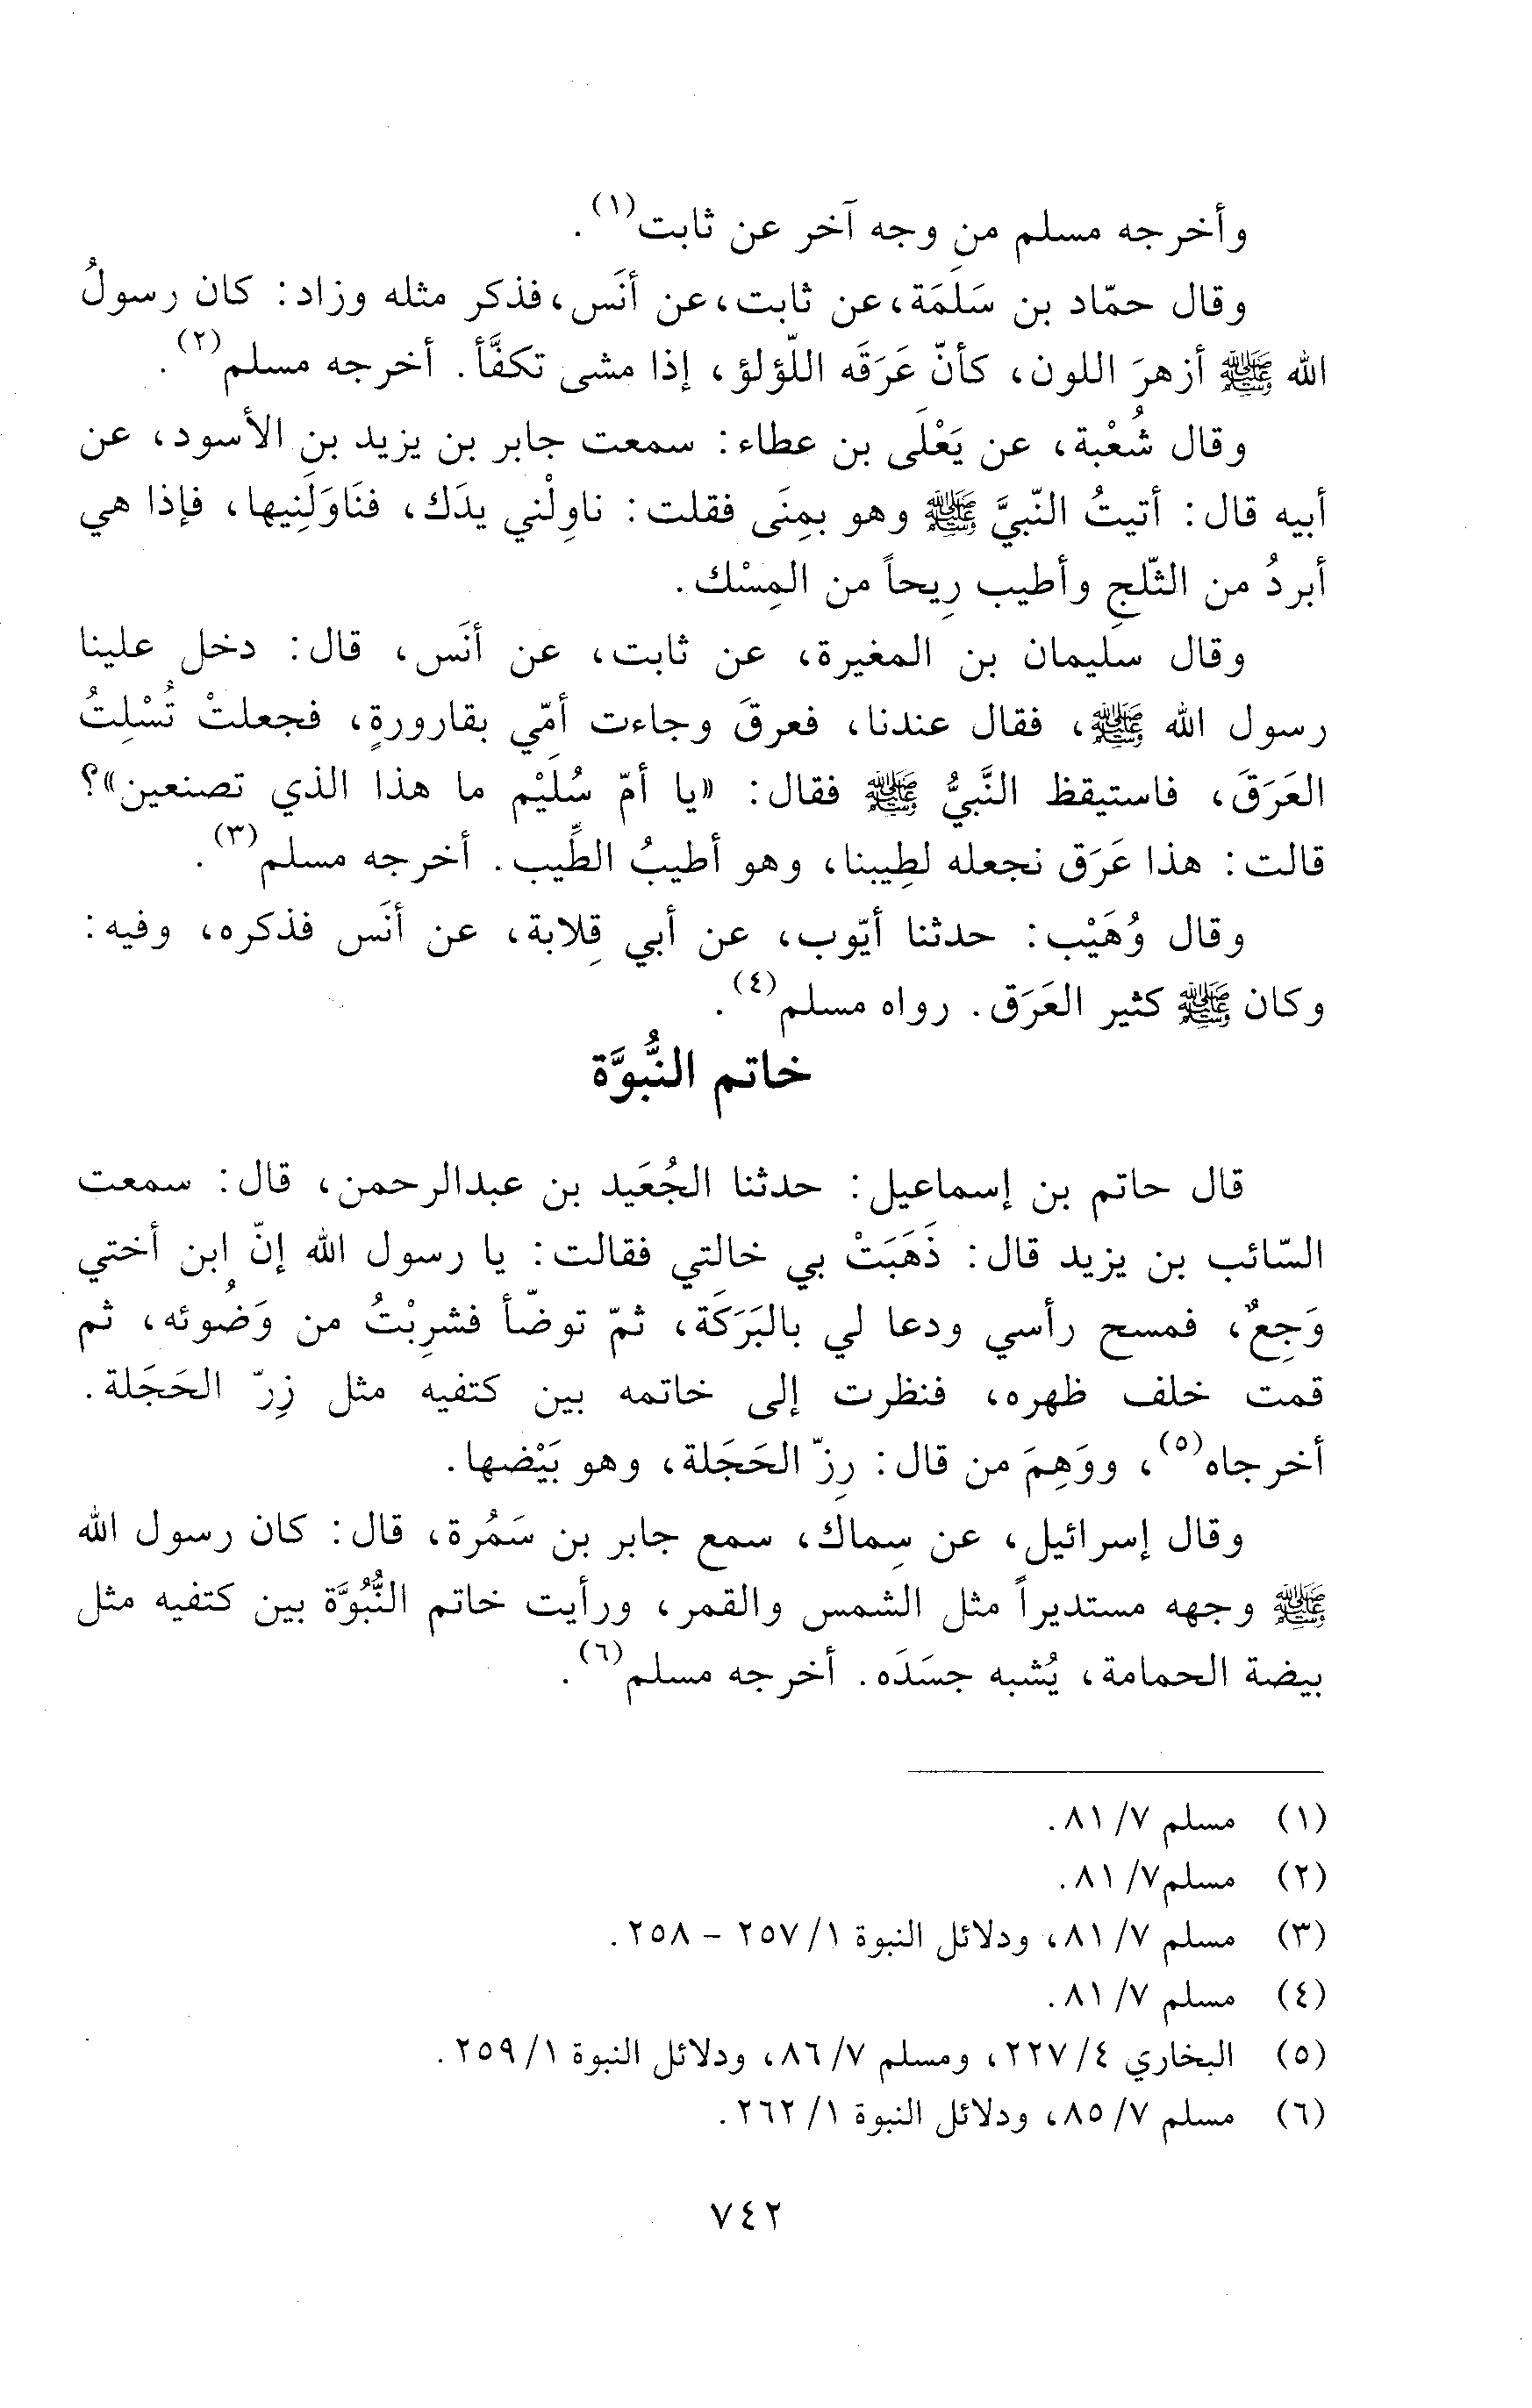 وأخرجه مسلم من وجه آخر عن ثابت(١).
وقال حمّاد بن سَلَمَة، عن ثابت، عن أنَس، فذكر مثله وزاد: كان رسولُ
الله ﷺ أزهرَ اللون، كأنّ عَرَقَه اللّؤلؤ، إذا مشى تكفَّأ. أخرجه مسلم(٢).
وقال شُعْبة، عن يَعْلَى بن عطاء: سمعت جابر بن يزيد بن الأسود، عن
أبيه قال: أتيتُ النّبيَّ ﷺ وهو بمِنَى فقلت: ناوِلْني يدَك، فنَاوَلَنِيها، فإذا هي
أبردُ من الثّلجِ وأطيب رِيحاً من المِسْك.
وقال سليمان بن المغيرة، عن ثابت، عن أنَس، قال: دخل علينا
رسول الله ﷺ، فقال عندنا، فعرقَ وجاءت أمّي بقارورةٍ، فجعلتْ تُسْلِتُ
العَرَقَ، فاستيقظ النَّبيُّ ﷺ فقال: «يا أمّ سُلَيْم ما هذا الذي تصنعين»؟
قالت: هذا عَرَق نجعله لطِيبنا، وهو أطيبُ الطِّيب. أخرجه مسلم(٣).
وقال وُهَيْب: حدثنا أيّوب، عن أبي قِلابة، عن أنَس فذكره، وفيه:
وكان ﷺ كثير العَرَق. رواه مسلم(٤).
خاتم النُّبوَّة
قال حاتم بن إسماعيل: حدثنا الجُعَيد بن عبدالرحمن، قال: سمعت
السّائب بن يزيد قال: ذَهَبَتْ بي خالتي فقالت: يا رسول الله إنّ ابن أختي
وَجِعٌ، فمسح رأسي ودعا لي بالبَرَكَة، ثمّ توضّأ فشرِبْتُ من وَضُوئه، ثم
قمت خلف ظهره، فنظرت إلى خاتمه بين كتفيه مثل زِرّ الحَجَلة.
أخرجاه(٥)، ووَهِمَ من قال: رِزّ الحَجَلة، وهو بَيْضها.
وقال إسرائيل، عن سِماك، سمع جابر بن سَمُرة، قال: كان رسول الله
ﷺ وجهه مستديراً مثل الشمس والقمر، ورأيت خاتم النُّبُوَّة بين كتفيه مثل
بيضة الحمامة، يُشبه جسَدَه. أخرجه مسلم(٦).
(١) مسلم ٧/ ٨١.
(٢) مسلم٧/ ٨١.
(٣) مسلم ٧/ ٨١، ودلائل النبوة ١/ ٢٥٧ - ٢٥٨.
(٤) مسلم ٧/ ٨١.
(٥) البخاري ٤/ ٢٢٧، ومسلم ٧/ ٨٦، ودلائل النبوة ١/ ٢٥٩.
(٦) مسلم ٧/ ٨٥، ودلائل النبوة ١/ ٢٦٢.
٧٤٢